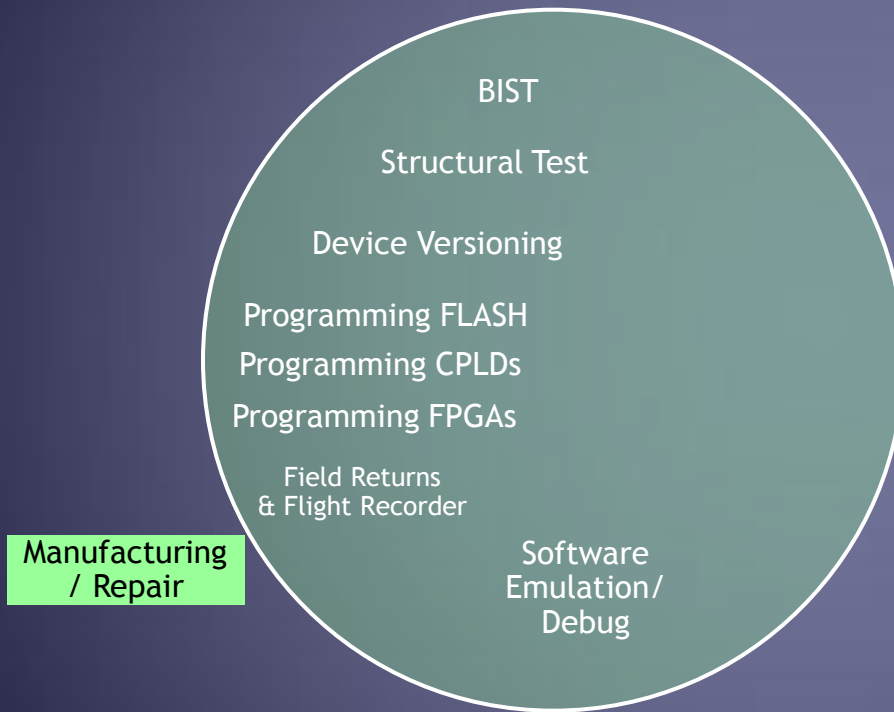 BIST
Structural Test
Device Versioning
Programming FLASH
Programming CPLDs
Programming FPGAs
Field Returns
& Flight Recorder
Manufacturing
/ Repair
Software
Emulation/
Debug